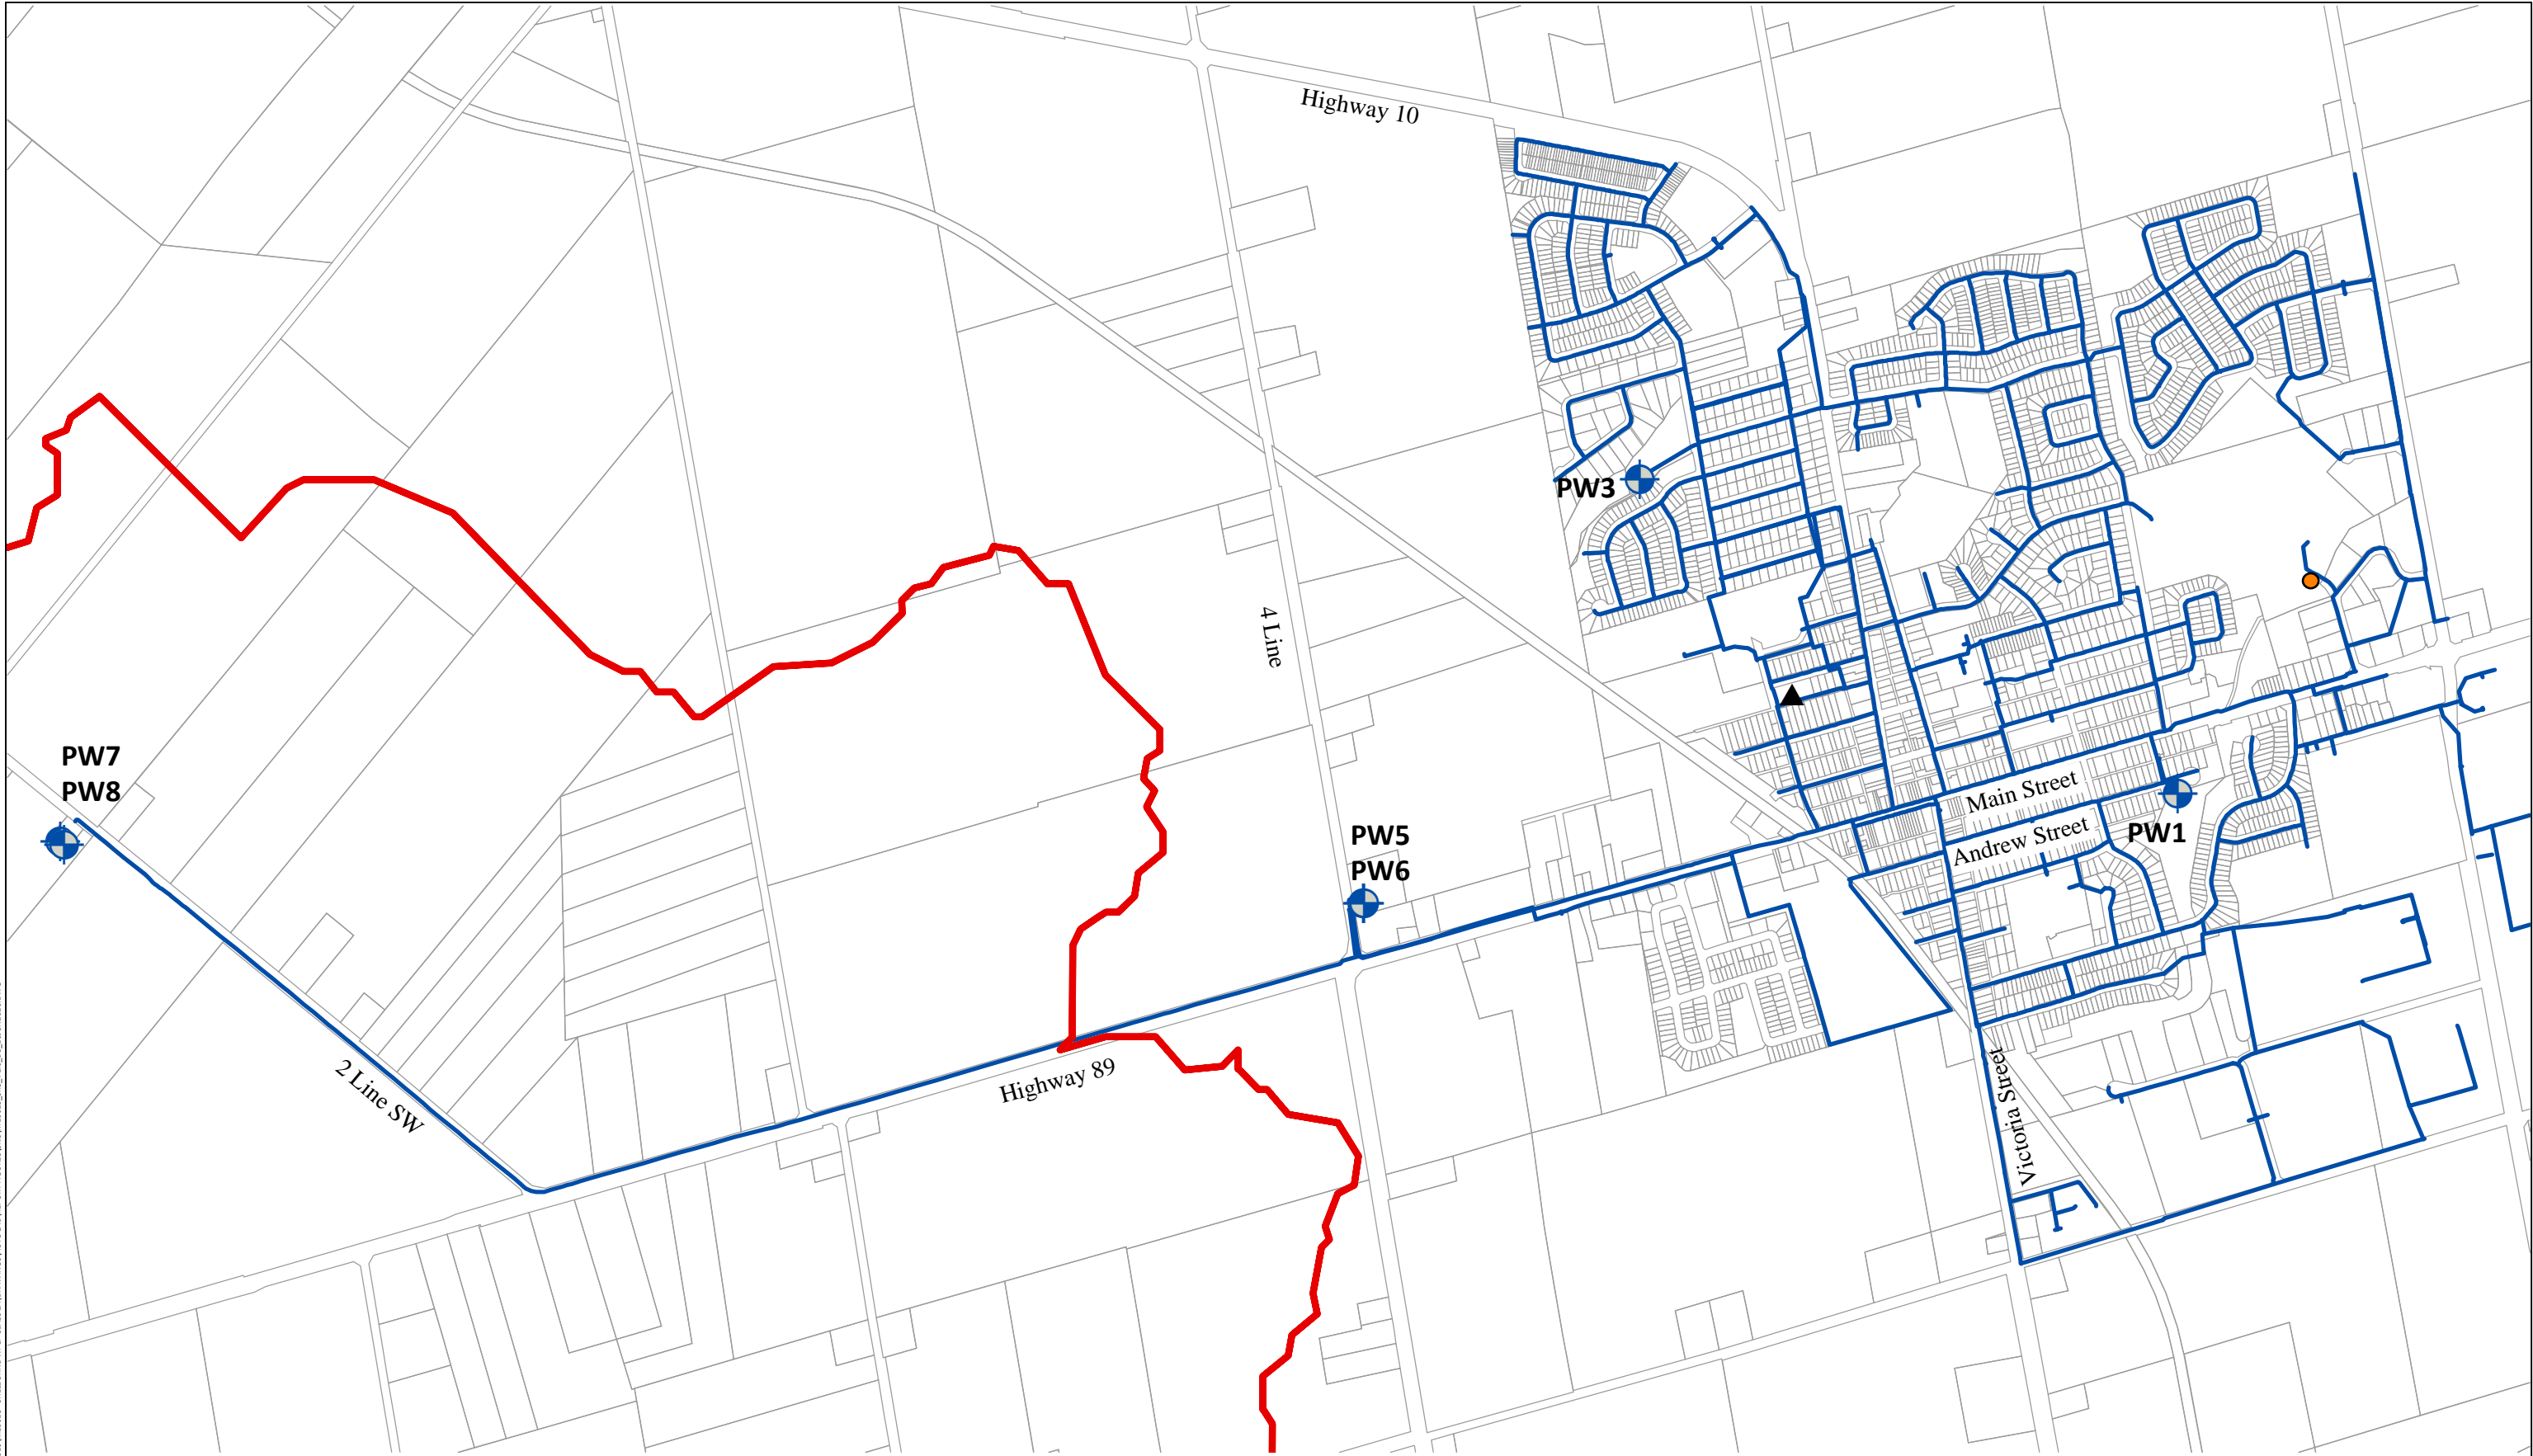 Highway 10
PW3
4 Line
PW7
PW8
Main Street
PW5
PW6
Andrew Street
PW1
2 Line SW
Highway 89
Victoria Street